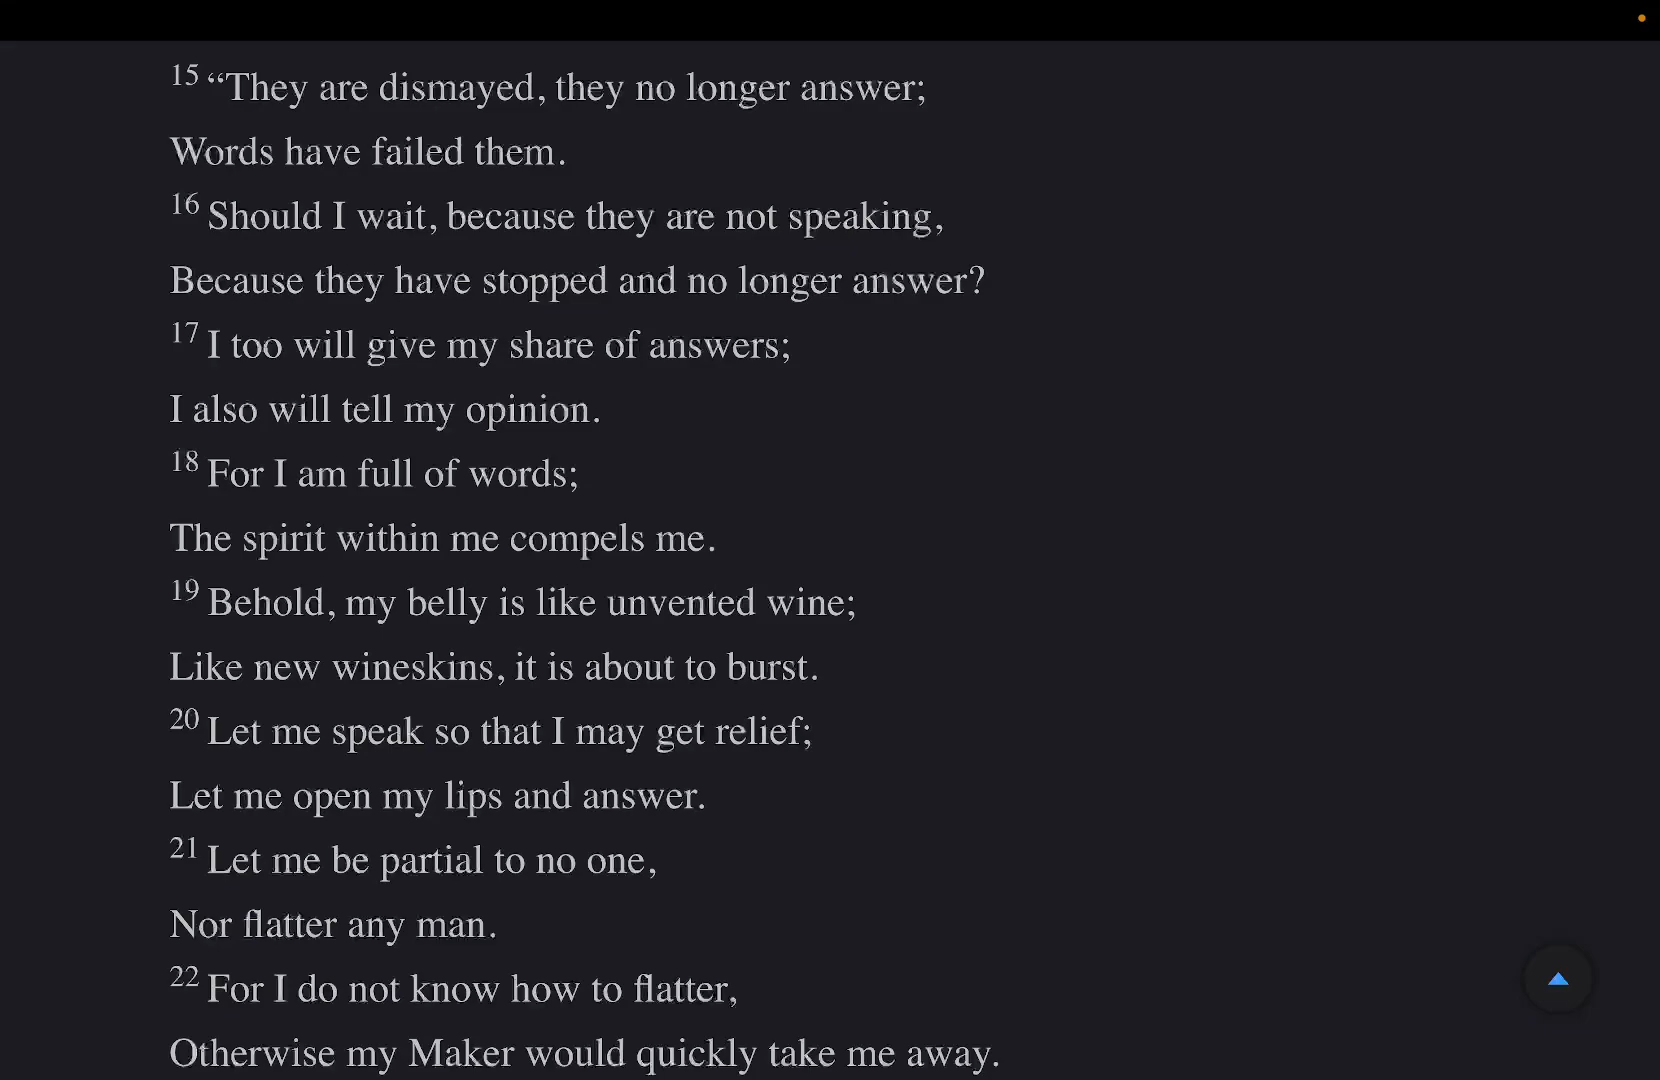 15 “They are dismayed, they no longer answer;
Words have failed them.
16 Should I wait, because they are not speaking,
Because they have stopped and no longer answer?
17 I too will give my share of answers;
I also will tell my opinion.
18 For I am full of words;
The spirit within me compels me.
19 Behold, my belly is like unvented wine;
Like new wineskins, it is about to burst.
20 Let me speak so that I may get relief;
Let me open my lips and answer.
21 Let me be partial to no one,
Nor flatter any man.
22 For I do not know how to flatter,
Otherwise my Maker would quickly take me away.